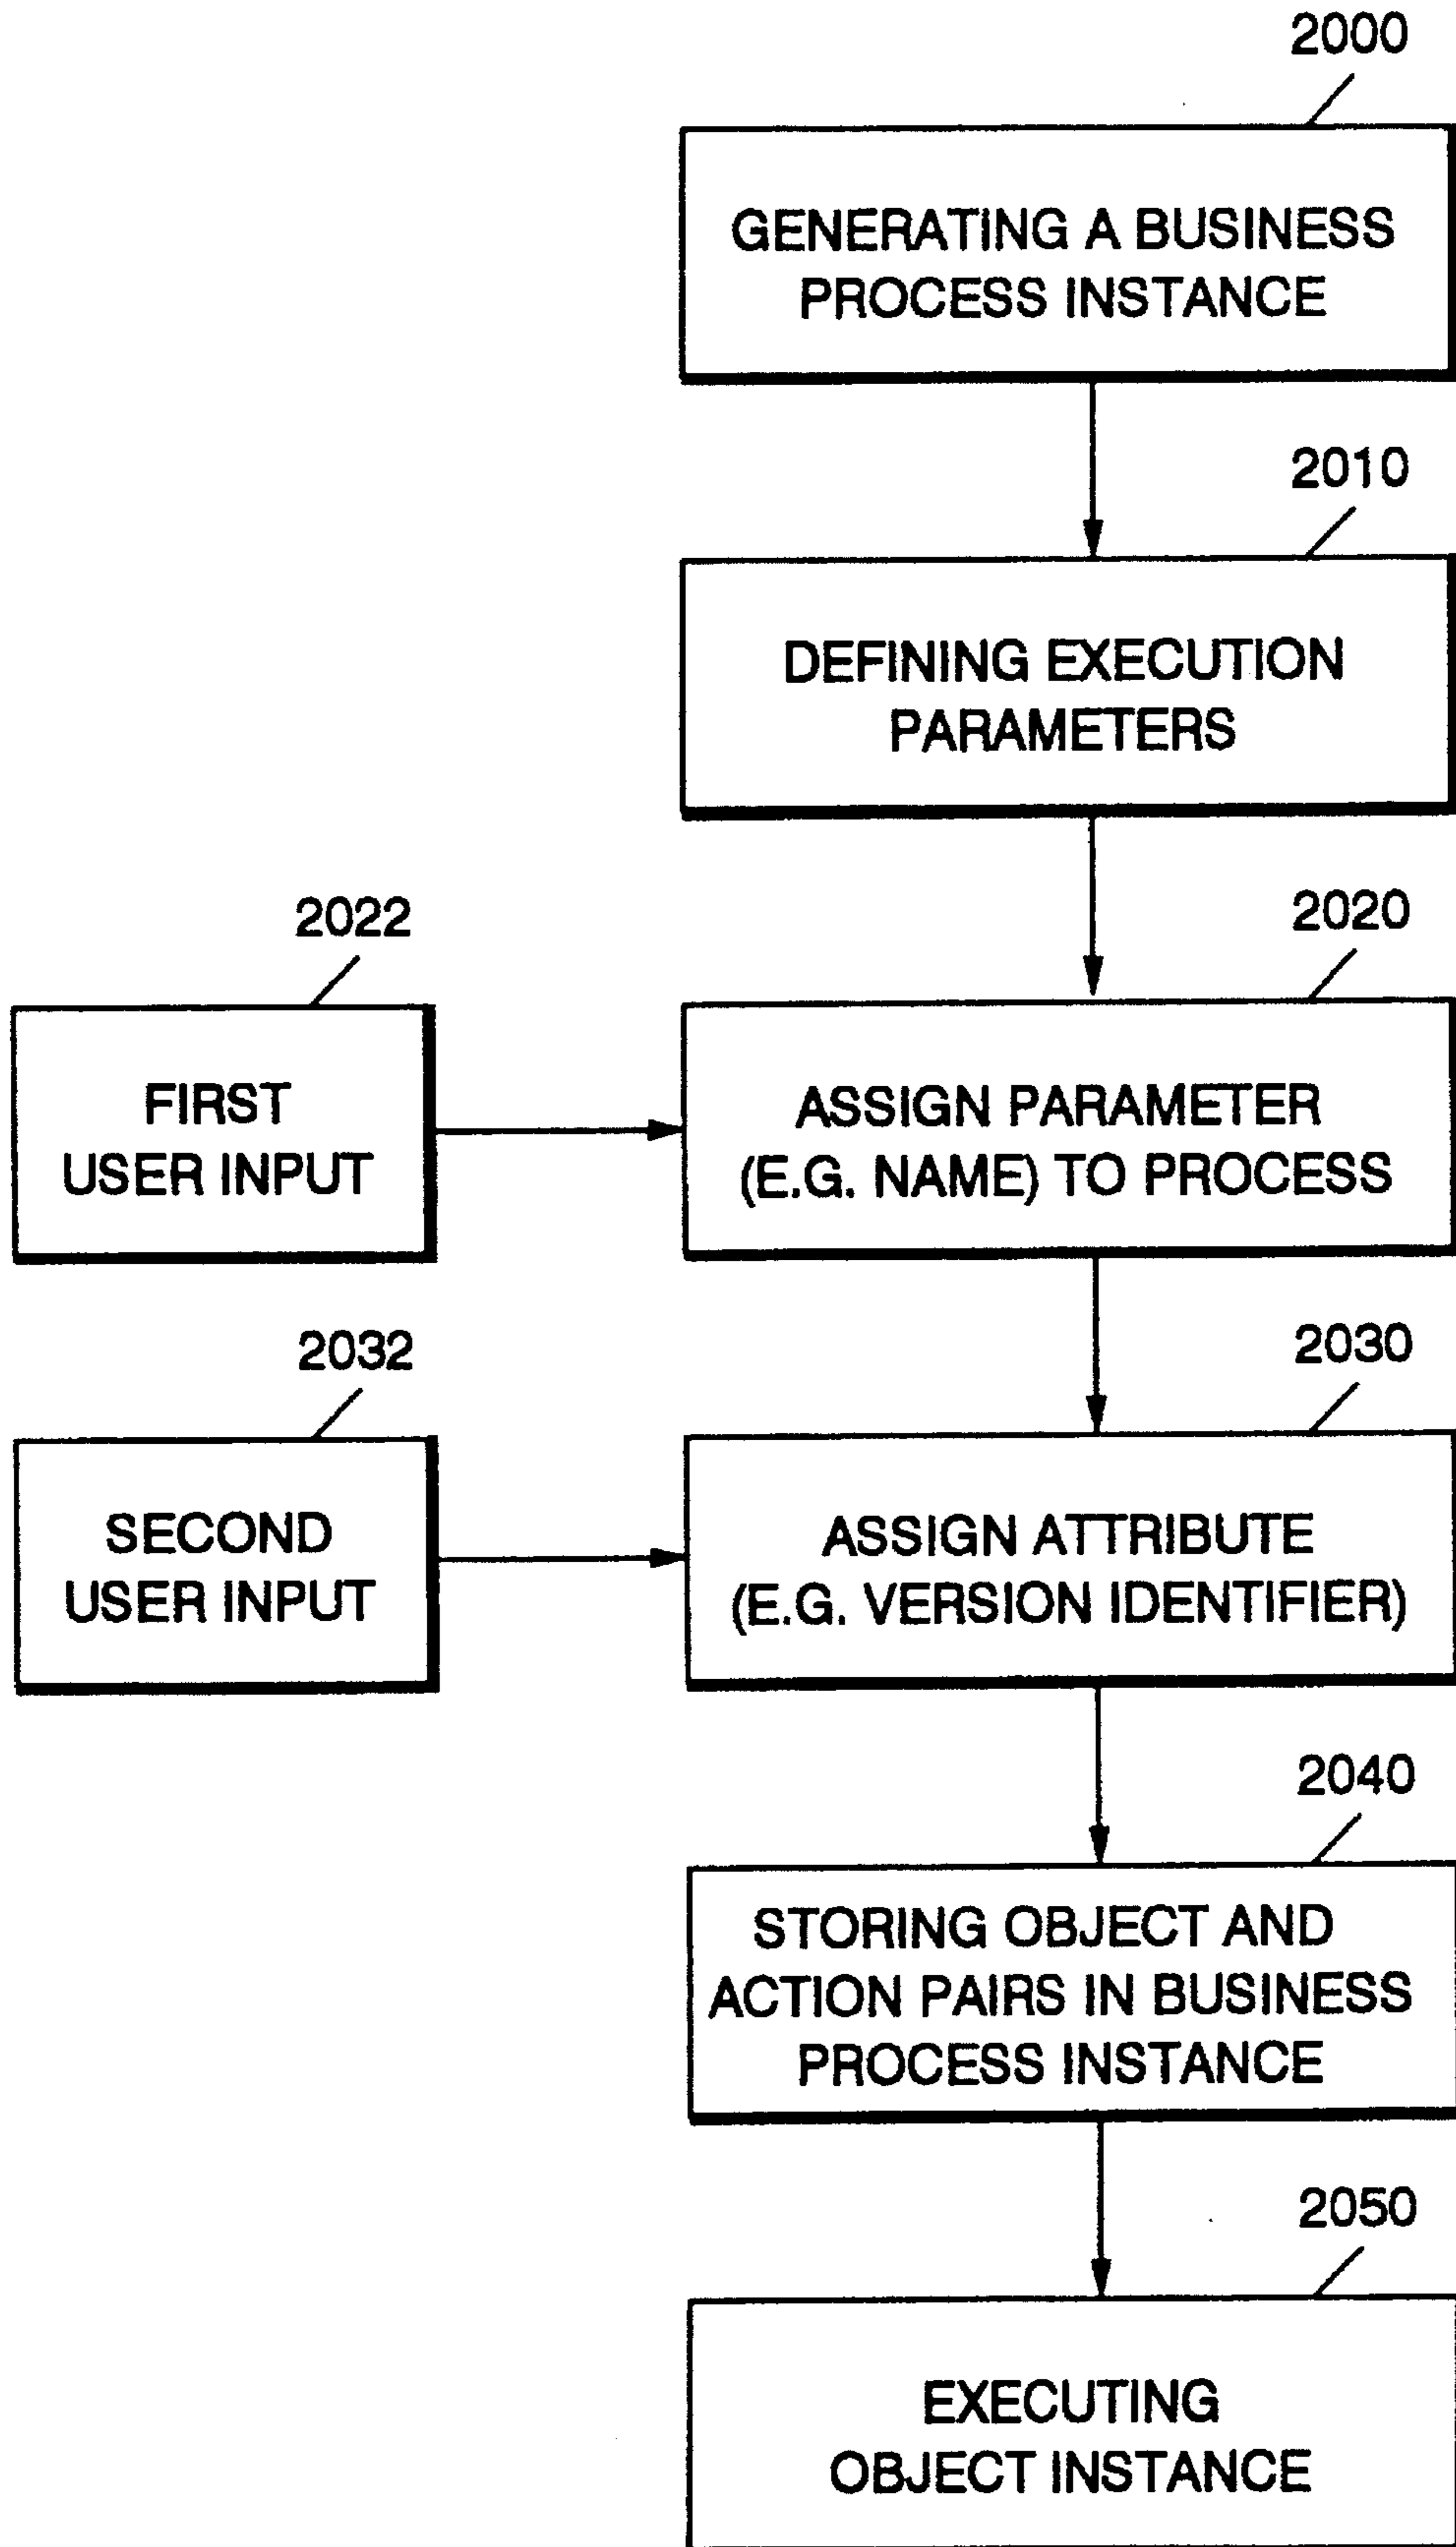 2000
GENERATING A BUSINESS
PROCESS INSTANCE
2010
DEFINING EXECUTION
PARAMETERS
2022
2020
FIRST
USER INPUT
ASSIGN PARAMETER
(E.G. NAME) TO PROCESS
2032
2030
SECOND
USER INPUT
ASSIGN ATTRIBUTE
(E.G. VERSION IDENTIFIER)
2040
STORING OBJECT AND
ACTION PAIRS IN BUSINESS
PROCESS INSTANCE
2050
EXECUTING
OBJECT INSTANCE